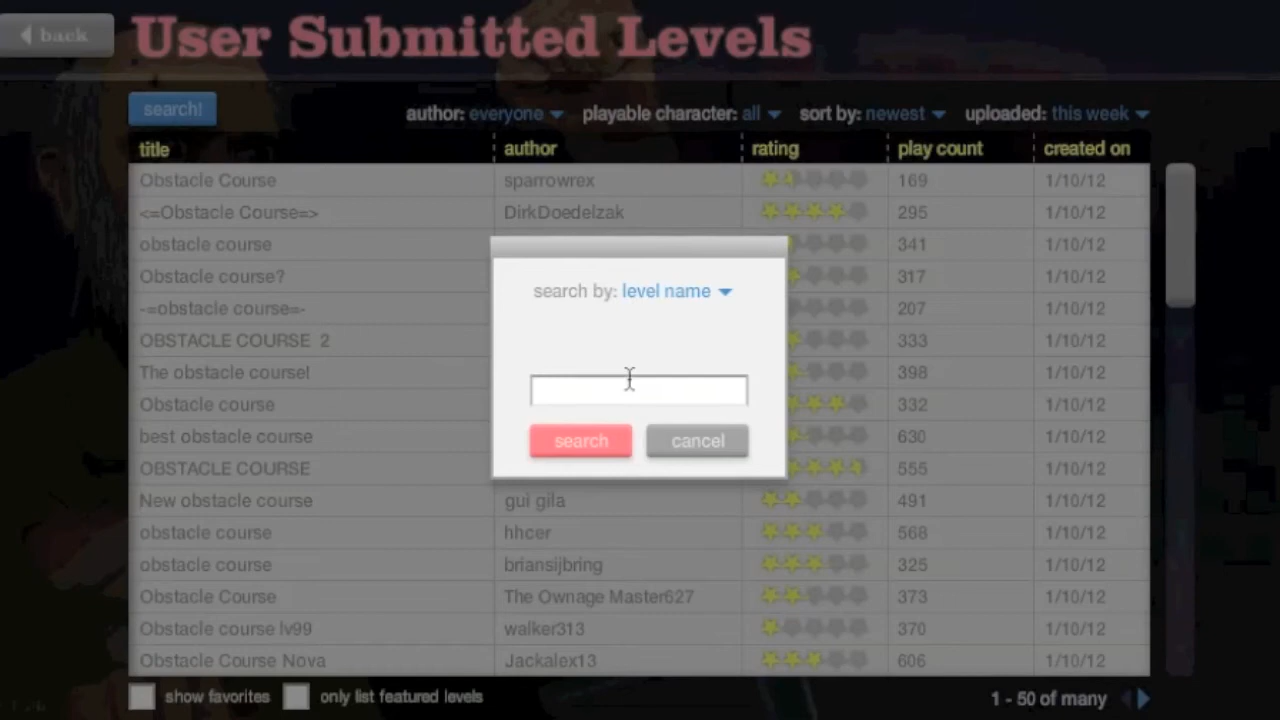 back
User Submitted Levels
search!
author: everyone playable character: all sort by: newest uploaded: this week
title author rating play count created on
Obstacle Course sparrowrex 169 1/10/12
<=Obstacle Course=> DirkDoedelzak 295 1/10/12
obstacle course 341 1/10/12
Obstacle course? 317 1/10/12
-=obstacle course=- 207 1/10/12
OBSTACLE COURSE 2 333 1/10/12
The obstacle course! 398 1/10/12
Obstacle course 332 1/10/12
best obstacle course 630 1/10/12
OBSTACLE COURSE 555 1/10/12
New obstacle course gui gila 491 1/10/12
obstacle course hhcer 568 1/10/12
obstacle course briansijbring 325 1/10/12
Obstacle Course The Ownage Master627 373 1/10/12
Obstacle course lv99 walker313 370 1/10/12
Obstacle Course Nova Jackalex13 606 1/10/12
search by: level name
search cancel
show favorites only list featured levels 1 - 50 of many